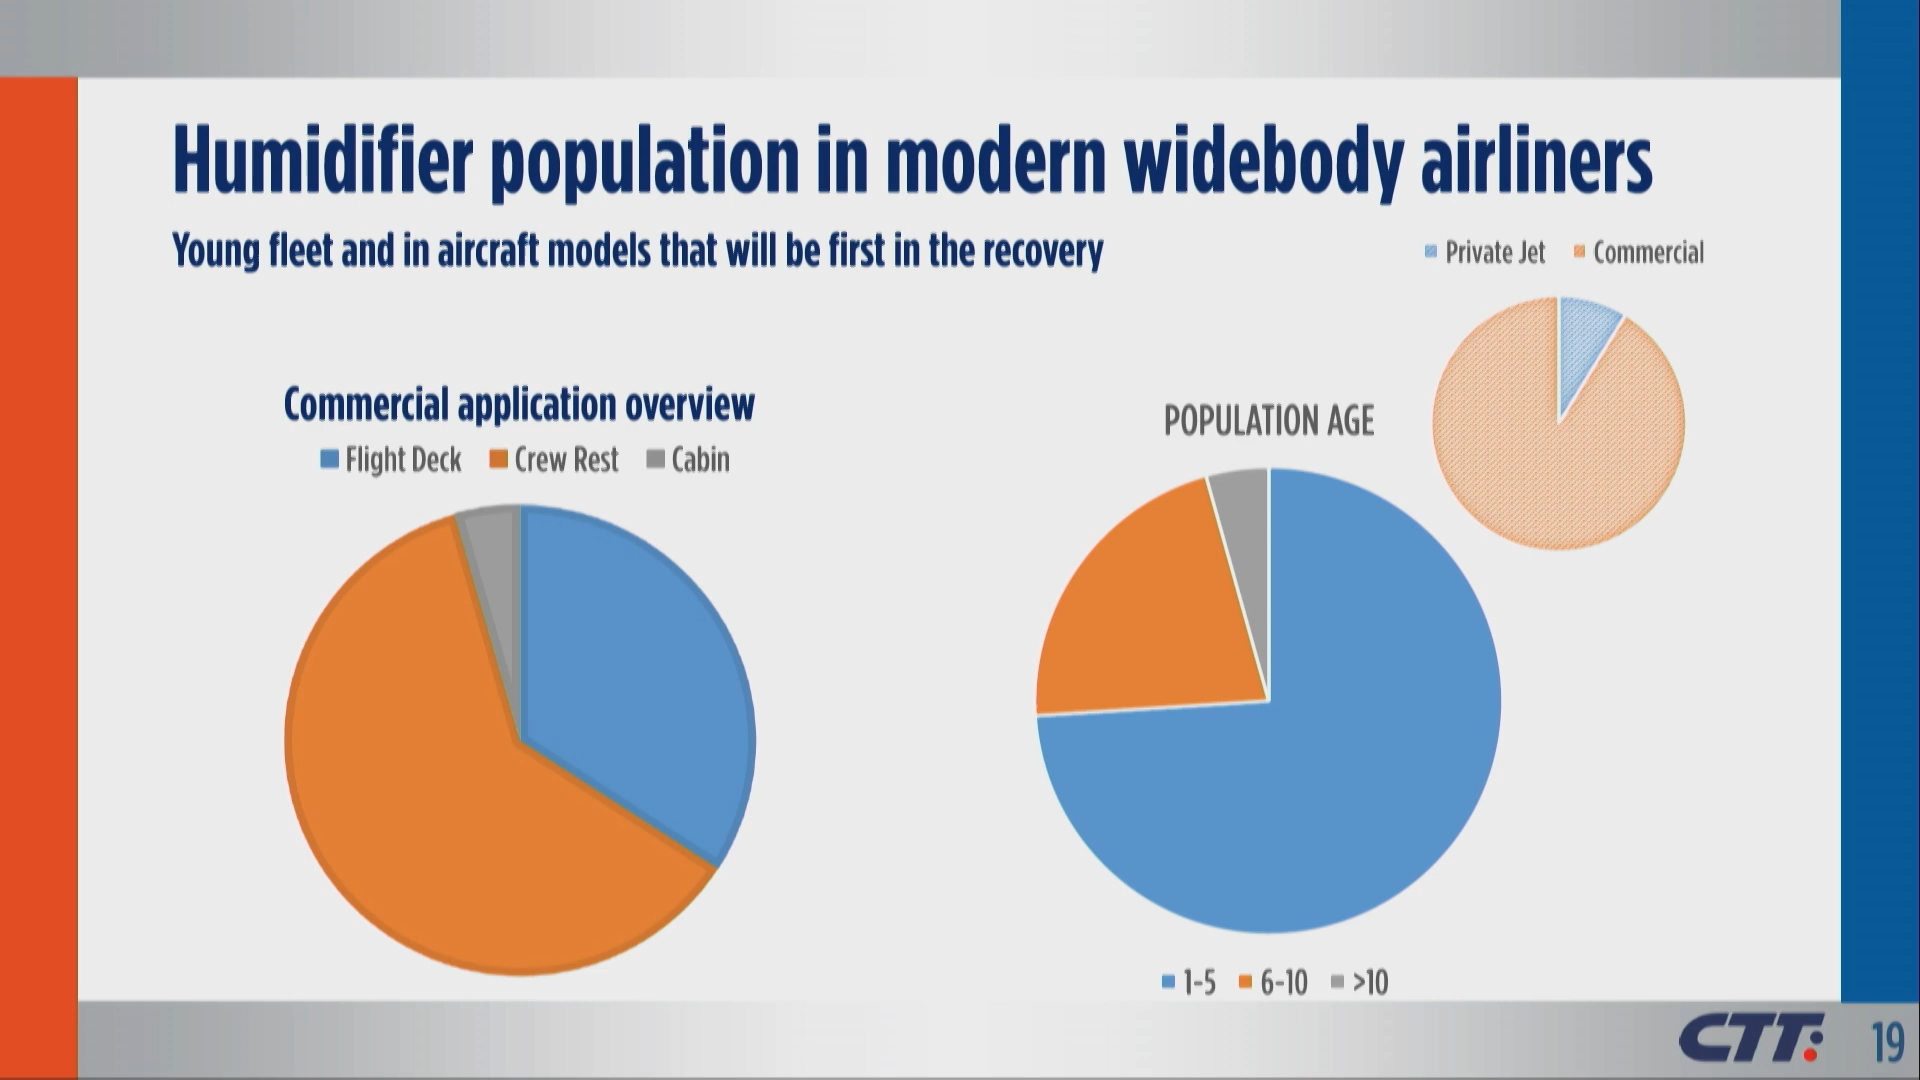 Humidifier population in modern widebody airliners
Young fleet and in aircraft models that will be first in the recovery
Private Jet Commercial
Commercial application overview
Flight Deck Crew Rest Cabin
POPULATION AGE
1-5 6-10 >10
CTT
19